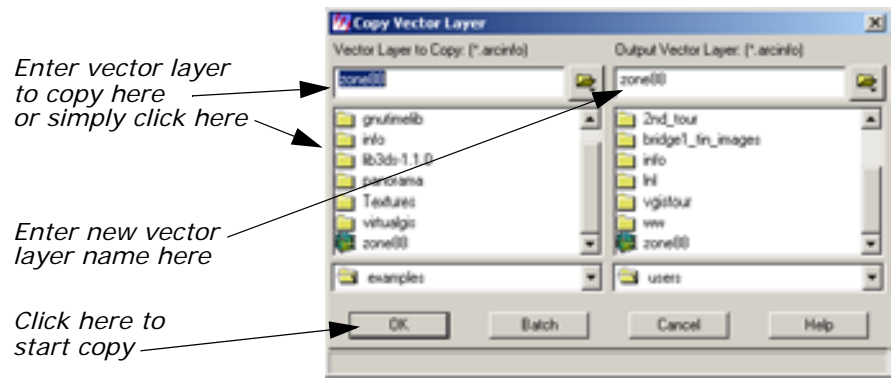 Copy Vector Layer
Vector Layer to Copy: (*.arcinfo)
Output Vector Layer: (*.arcinfo)
Enter vector layer
to copy here
or simply click here
zone88
zone88
gnutimelib
info
lib3ds-1.1.0
panorama
Textures
virtualgis
zone88
2nd_tour
bridge1_tin_images
info
lnl
vgistour
zone88
Enter new vector
layer name here
examples
users
Click here to
start copy
OK
Batch
Cancel
Help